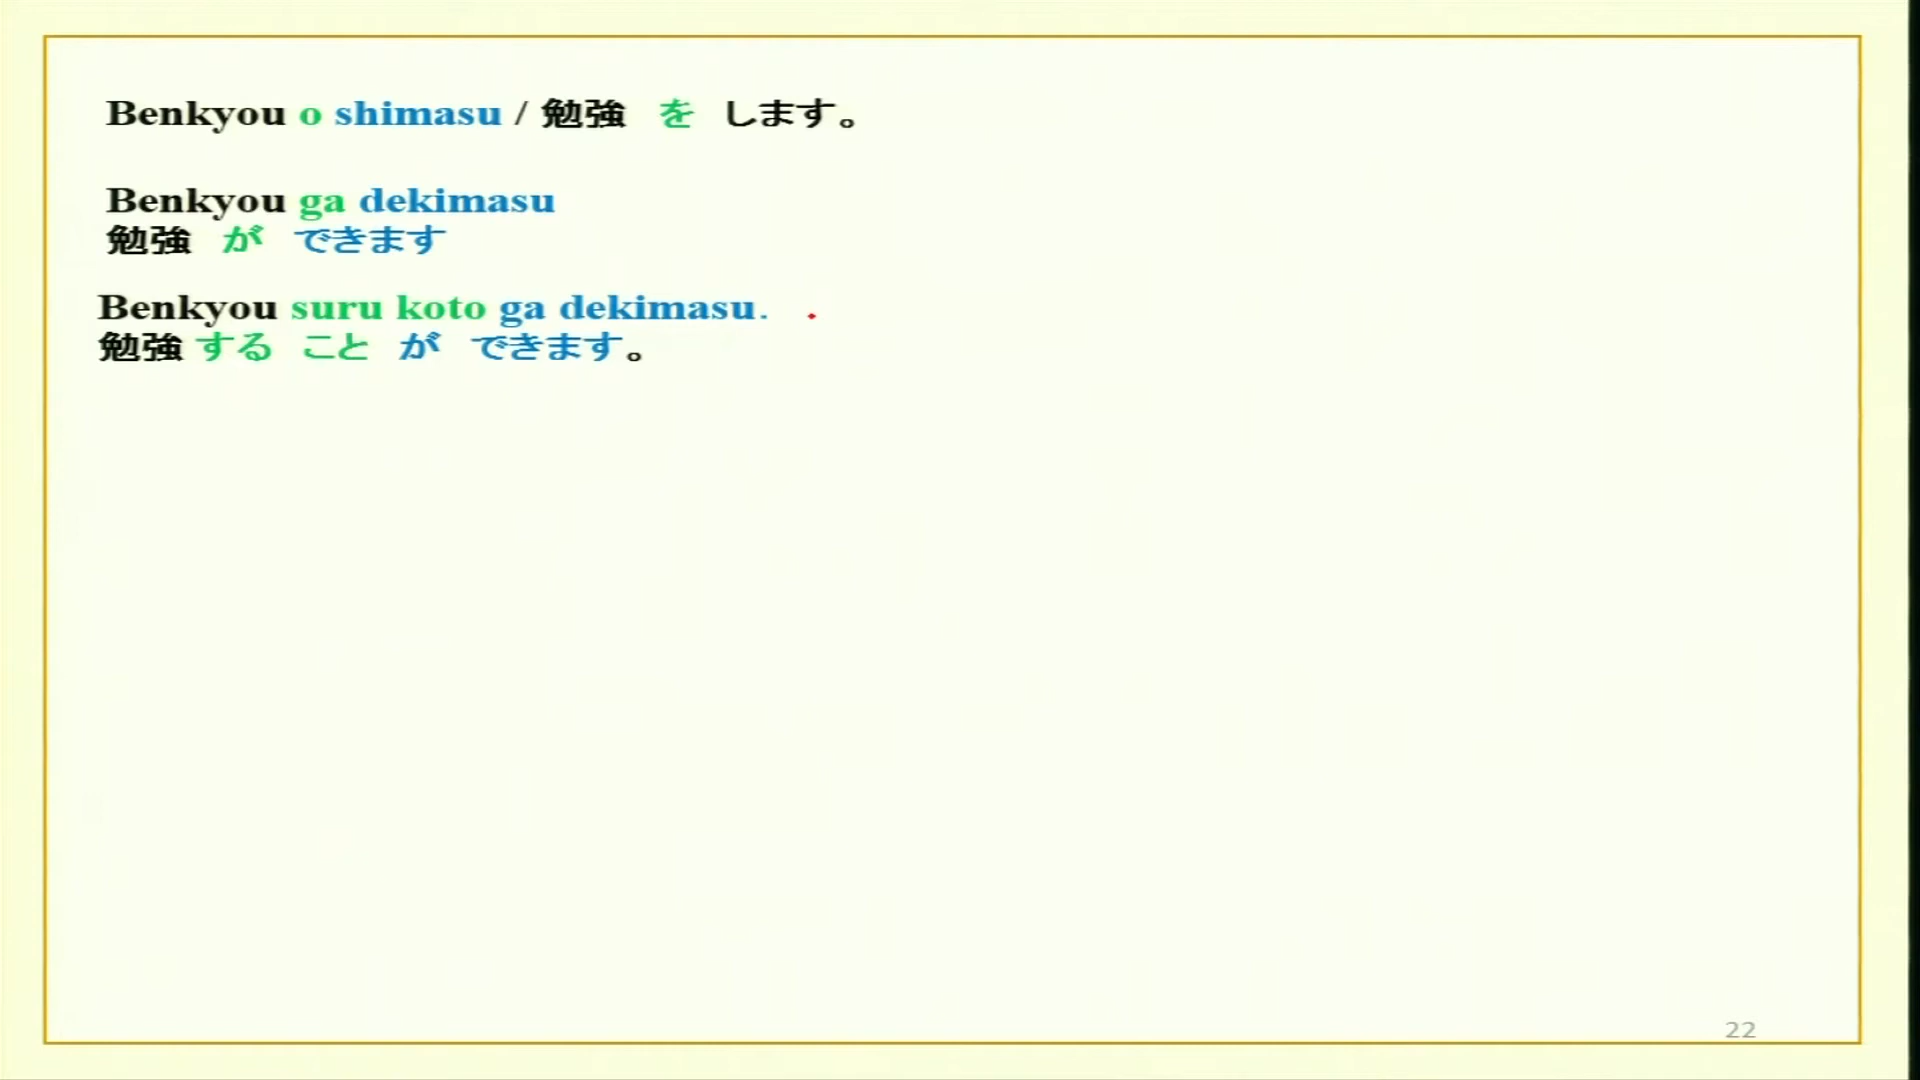 Benkyou o shimasu / 勉強 を します。
Benkyou ga dekimasu
勉強 が できます
Benkyou suru koto ga dekimasu. .
勉強 する こと が できます。
22